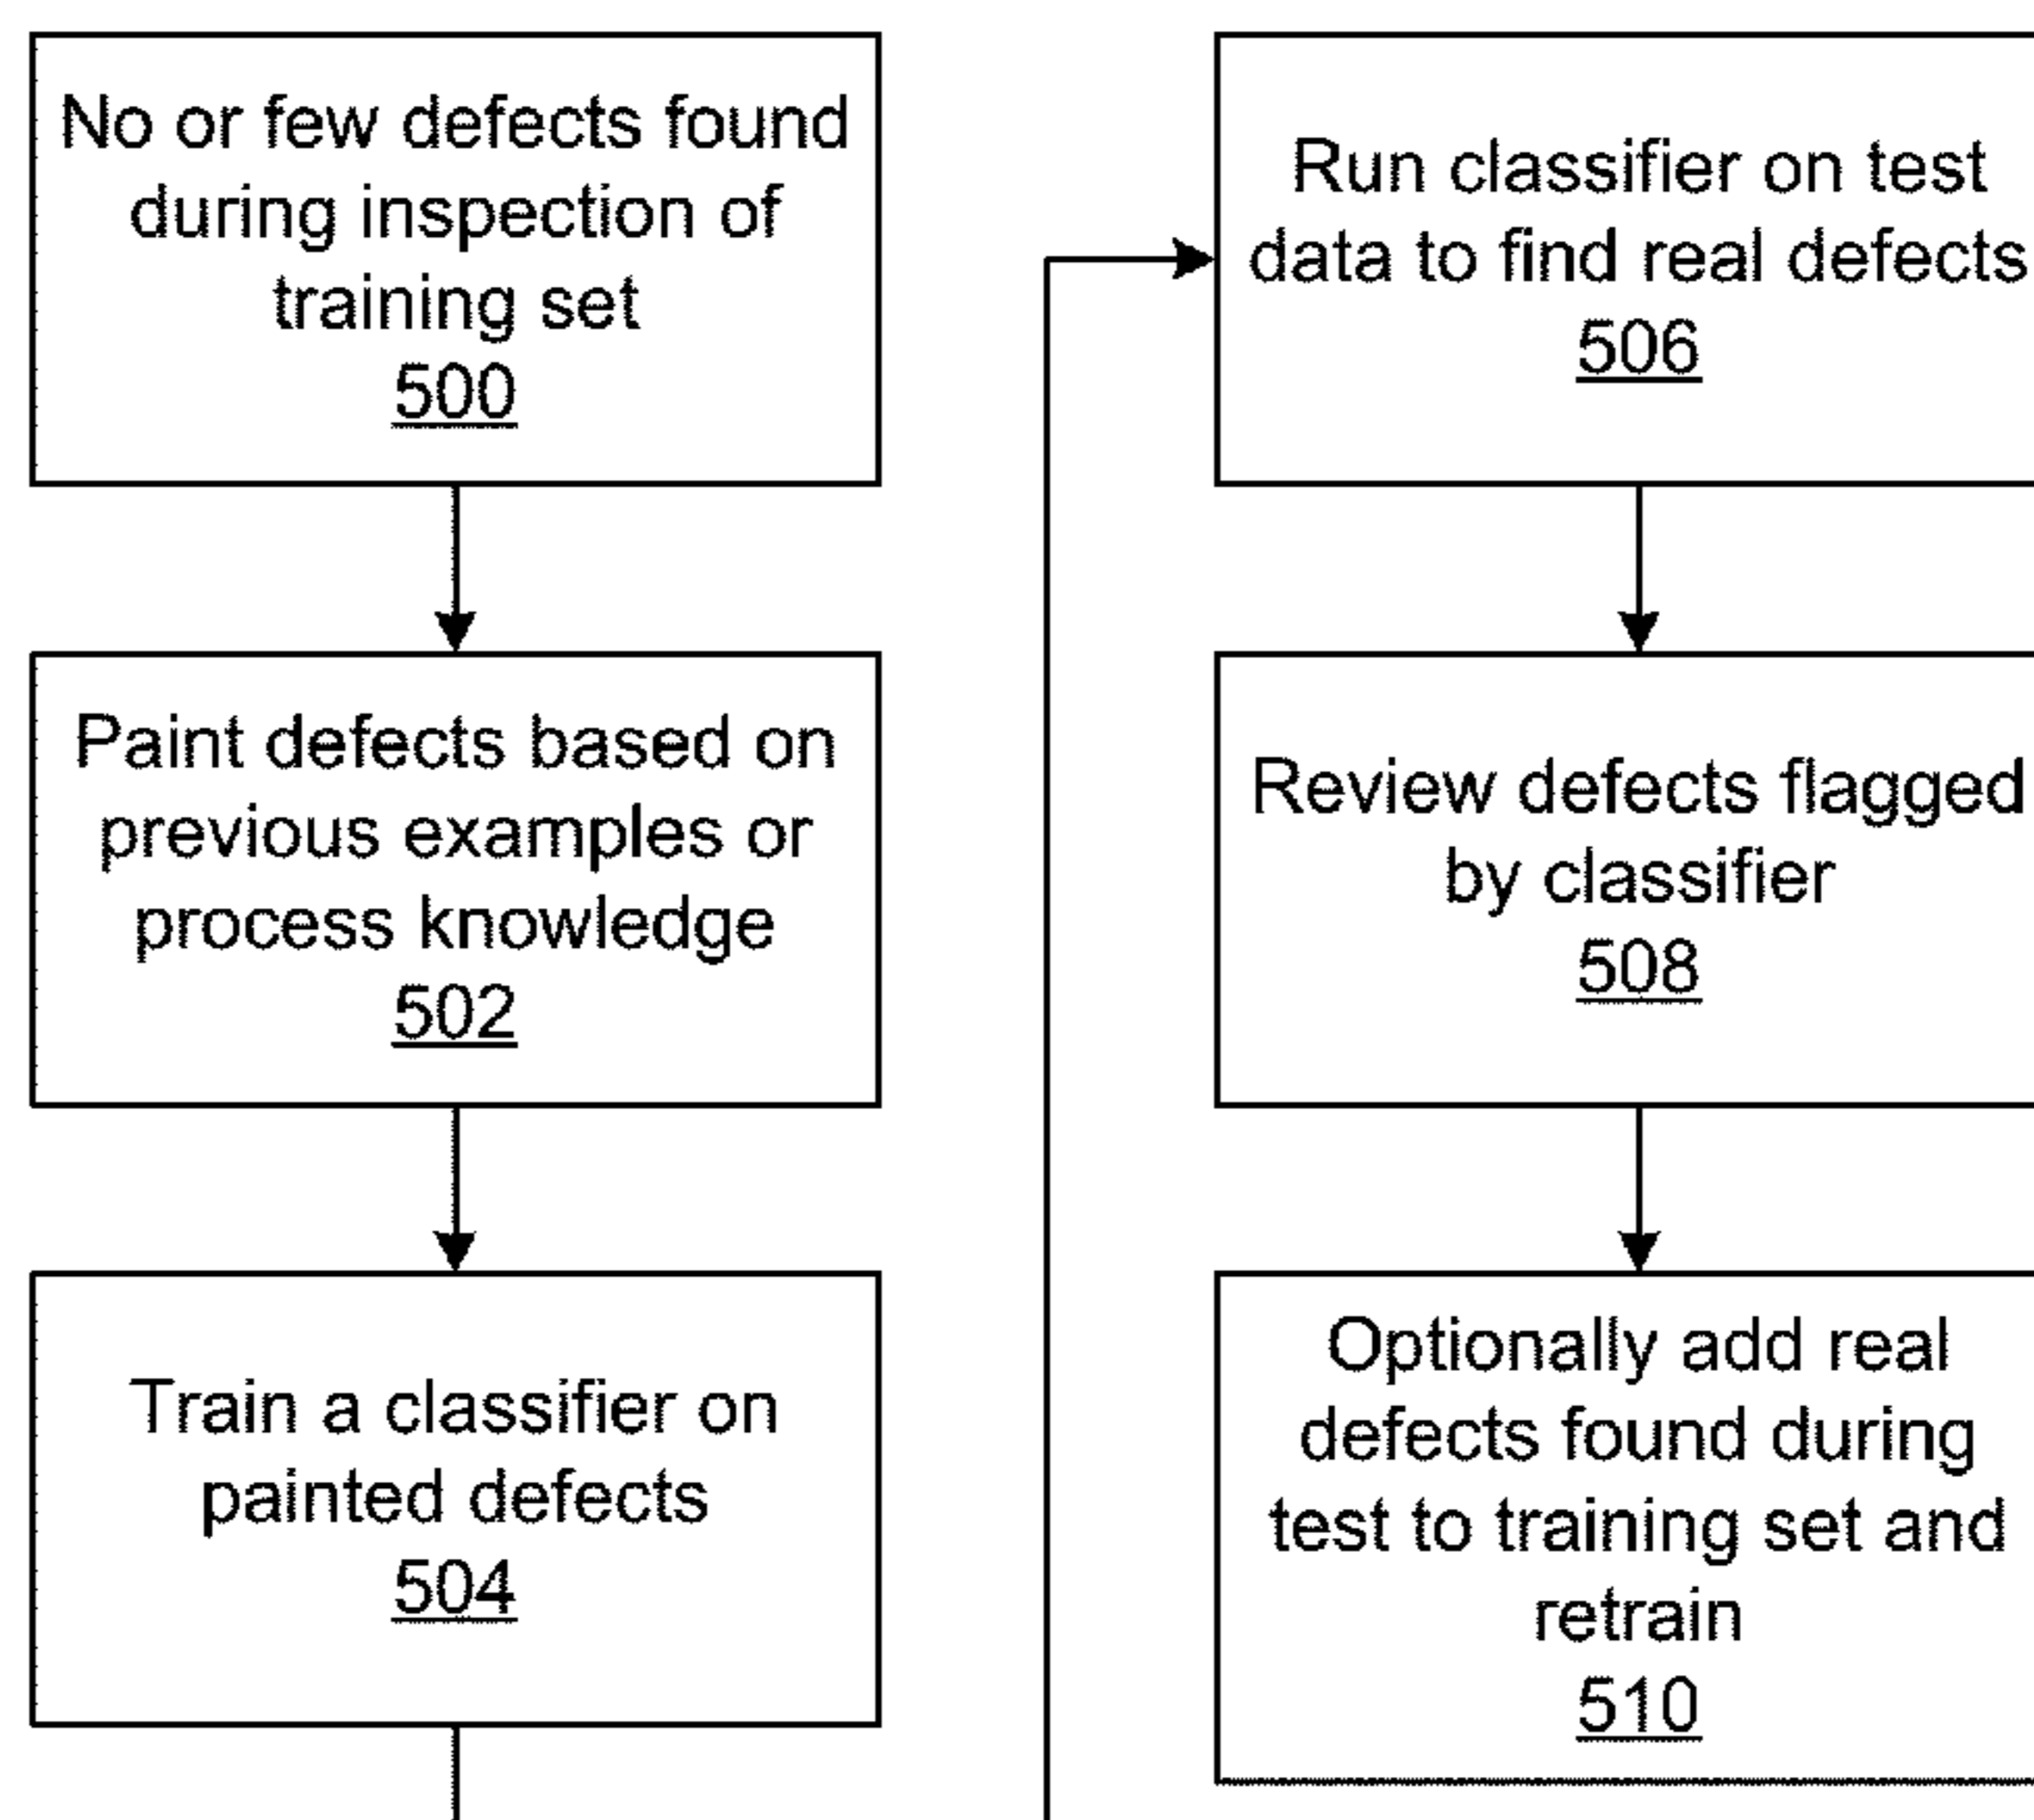 No or few defects found
during inspection of
training set
500
Paint defects based on
previous examples or
process knowledge
502
Train a classifier on
painted defects
504
Run classifier on test
data to find real defects
506
Review defects flagged
by classifier
508
Optionally add real
defects found during
test to training set and
retrain
510